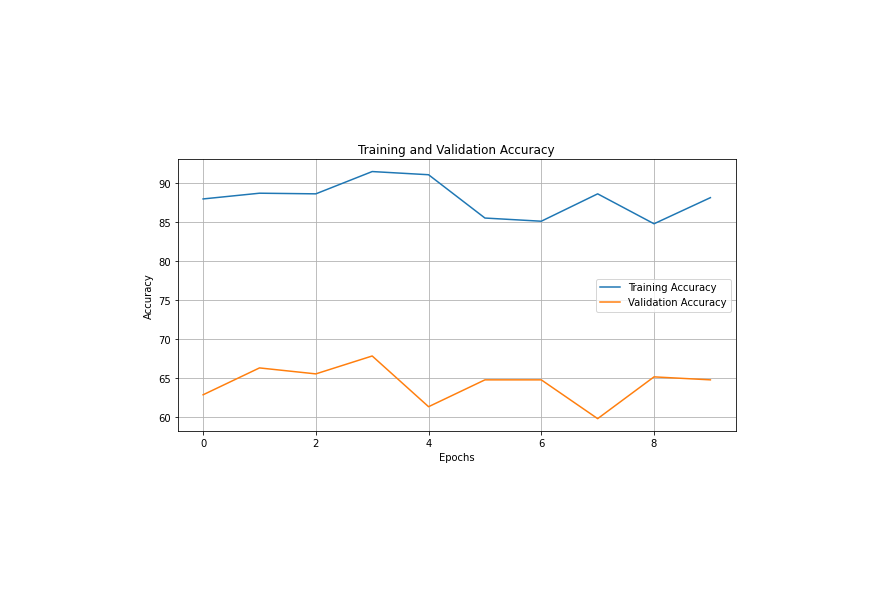 Training and Validation Accuracy
90
85
80
75
70
65
60
Accuracy
Training Accuracy
Validation Accuracy
0 2 4 6 8
Epochs